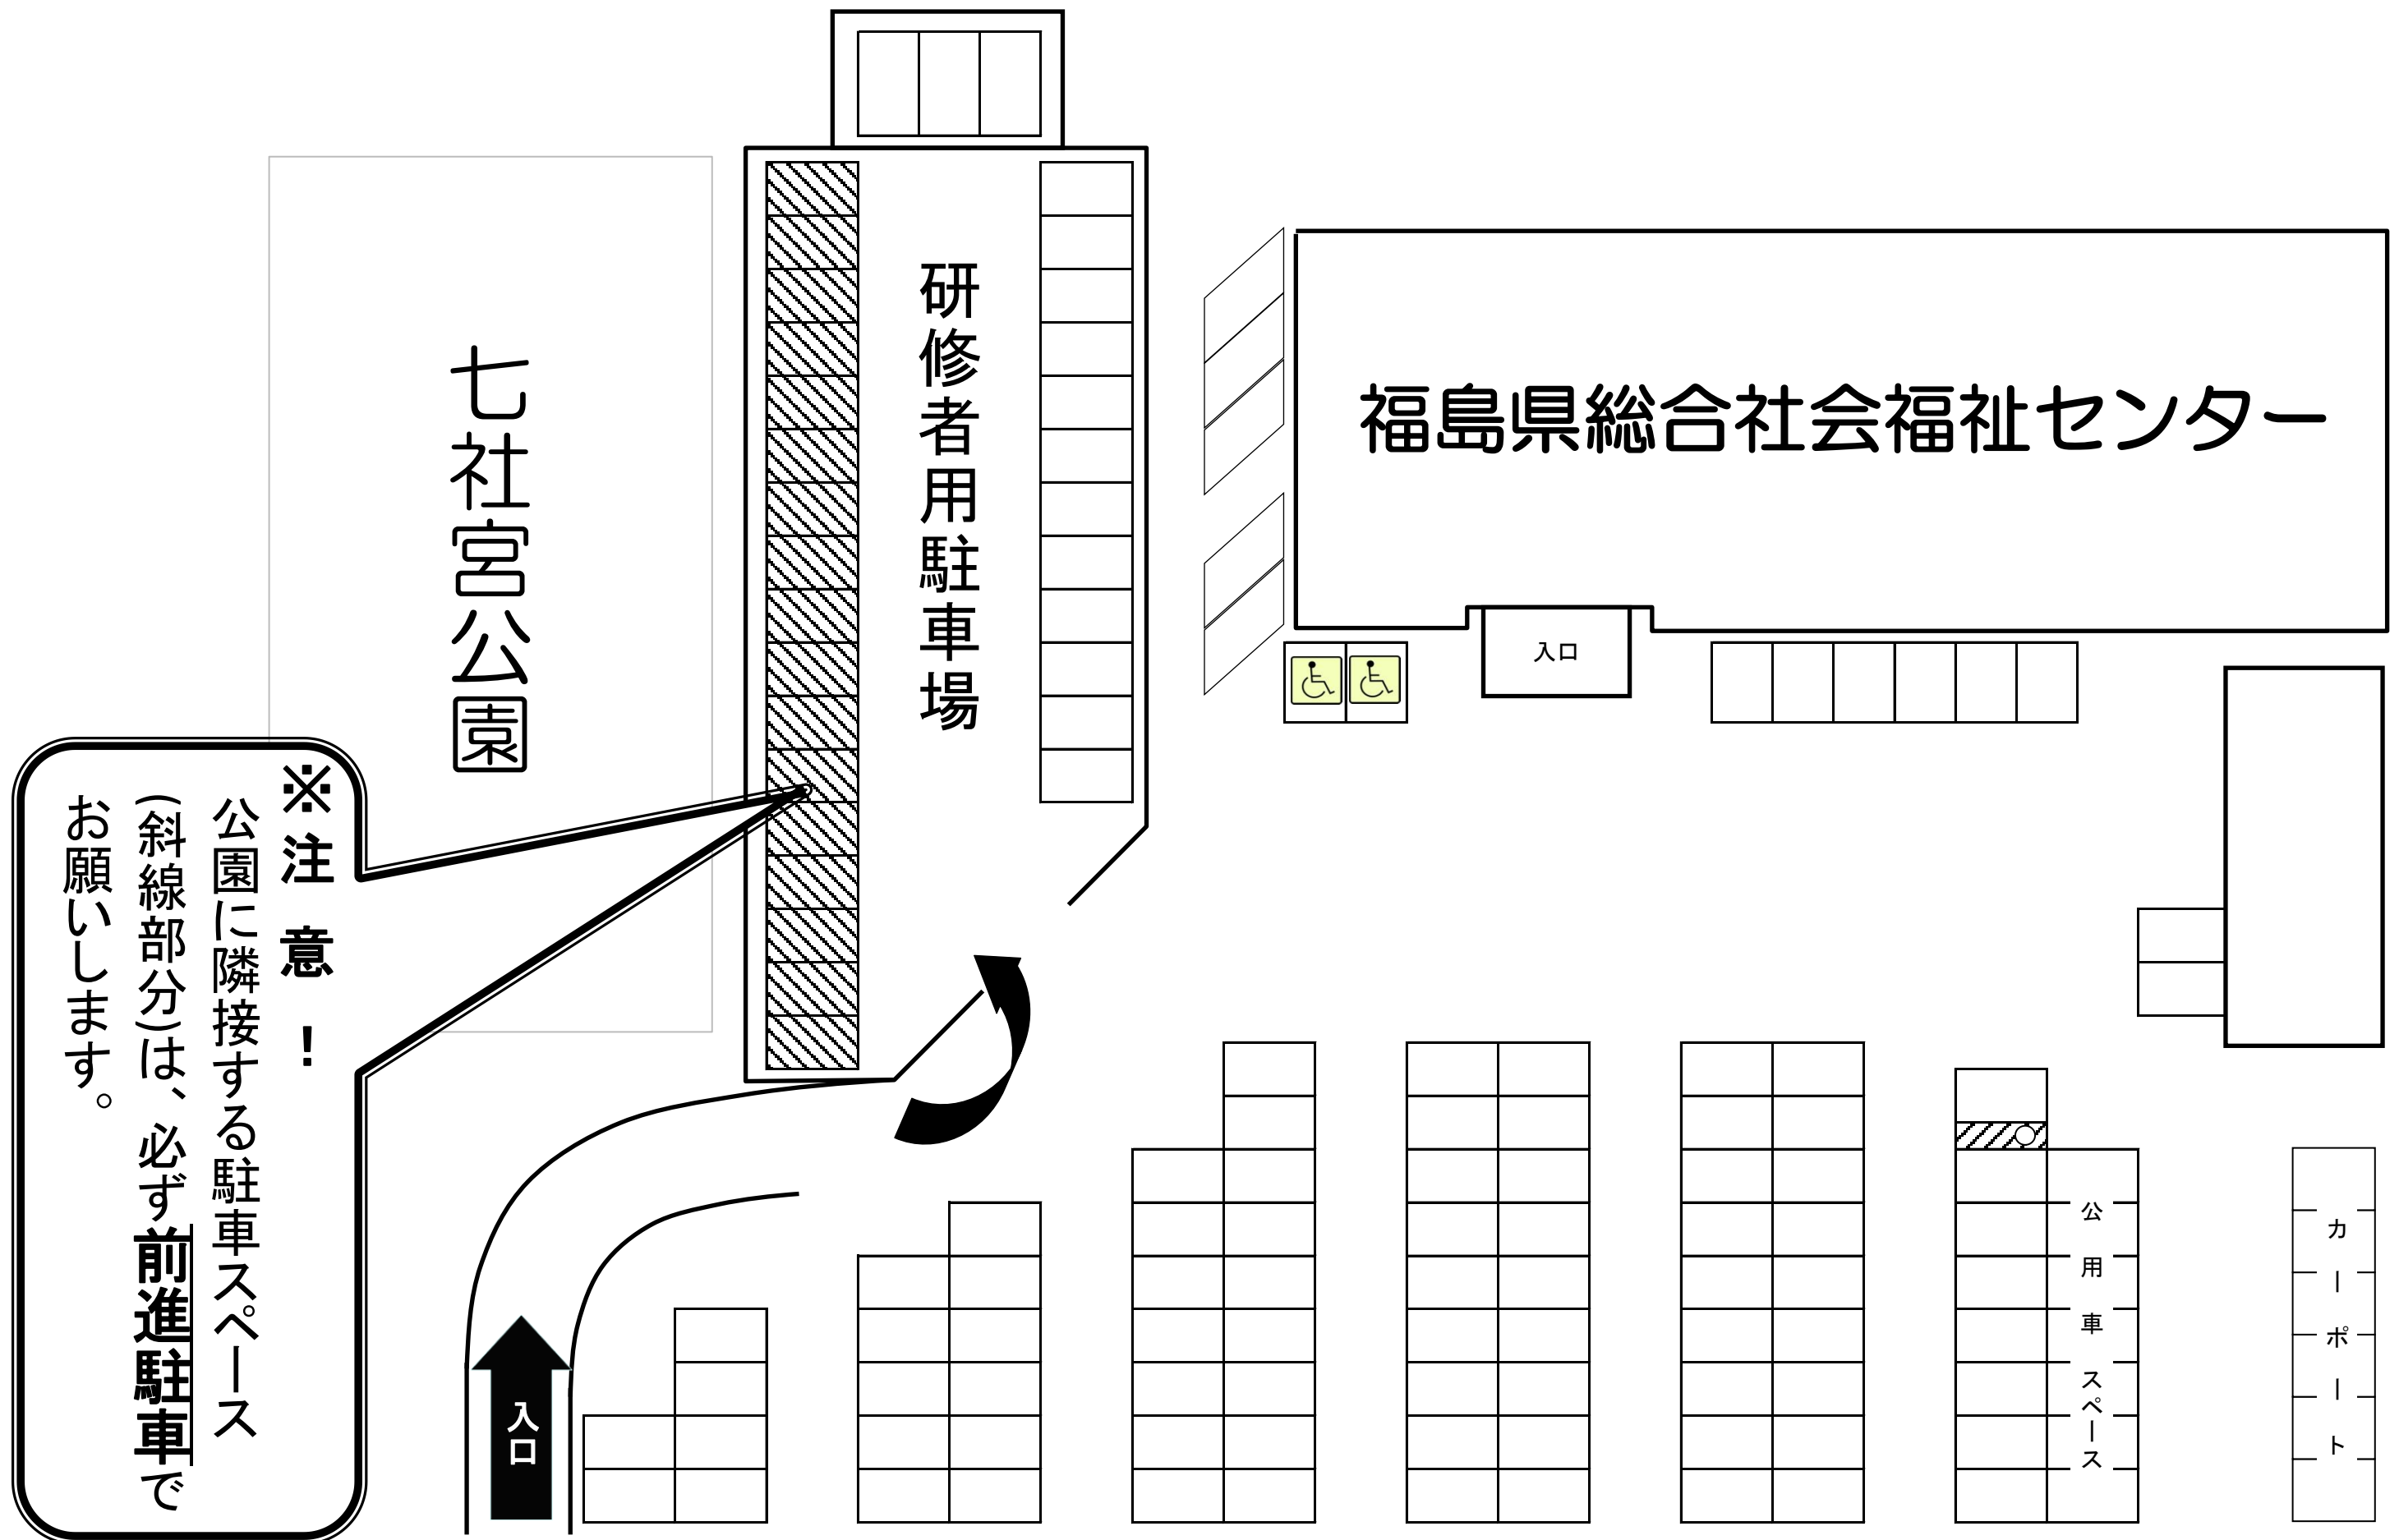 福島県総合社会福祉センター
入口
研修者用駐車場
七社宮公園
※注意！
公園に隣接する駐車スペース
(斜線部分)は、必ず前進駐車で
お願いします。
入口
公用車スペース
カーポート